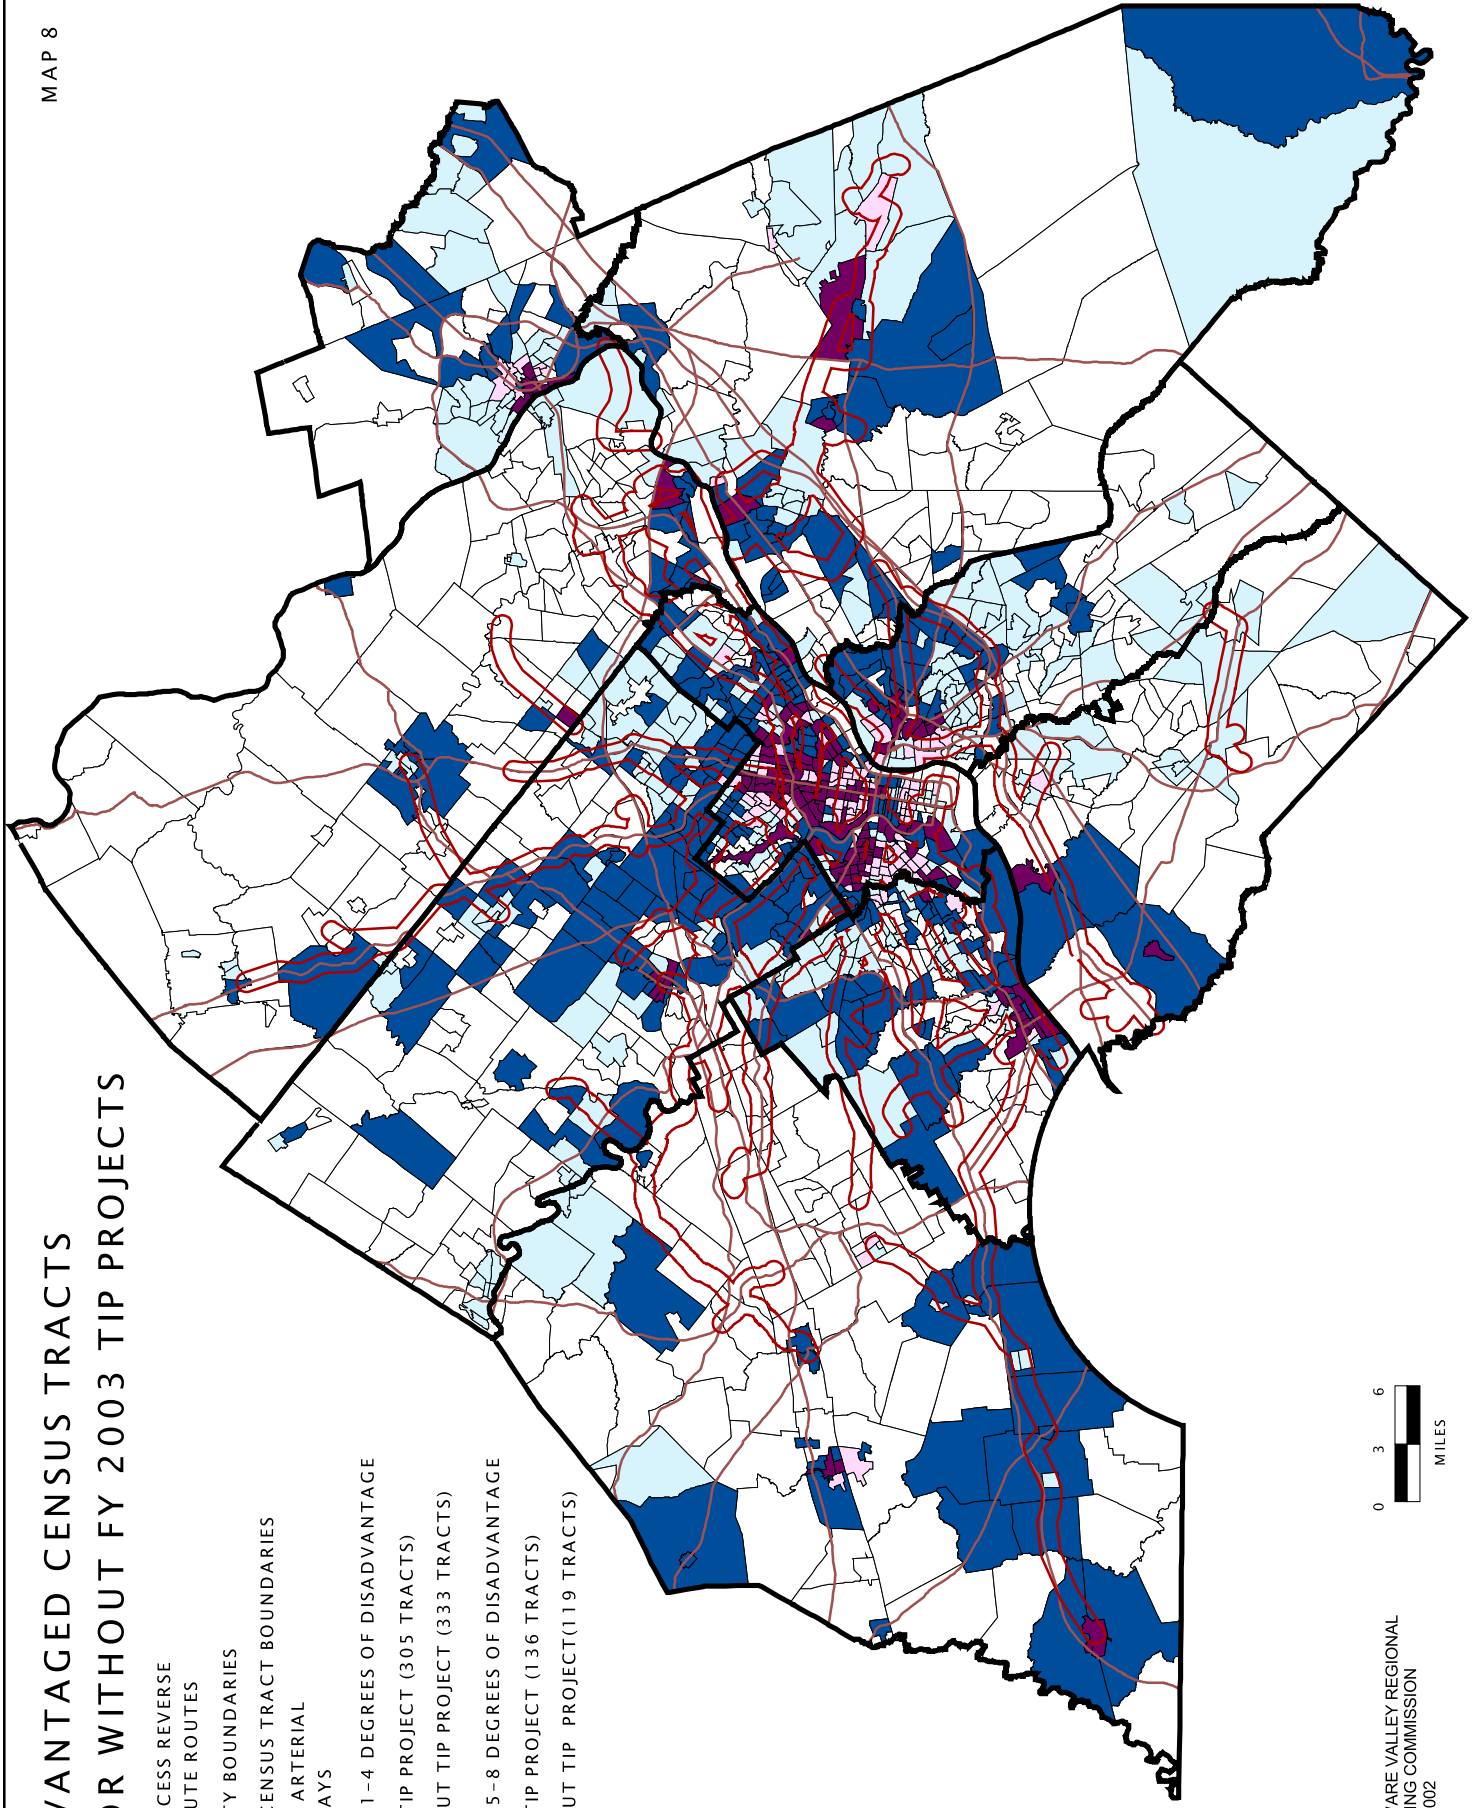 MAP 8
VANTAGED CENSUS TRACTS
OR WITHOUT FY 2003 TIP PROJECTS
CESS REVERSE
UTE ROUTES
TY BOUNDARIES
CENSUS TRACT BOUNDARIES
ARTERIAL
AYS
1-4 DEGREES OF DISADVANTAGE
TIP PROJECT (305 TRACTS)
UT TIP PROJECT (333 TRACTS)
5-8 DEGREES OF DISADVANTAGE
TIP PROJECT (136 TRACTS)
UT TIP PROJECT(119 TRACTS)
0 3 6
MILES
ARE VALLEY REGIONAL
ING COMMISSION
002